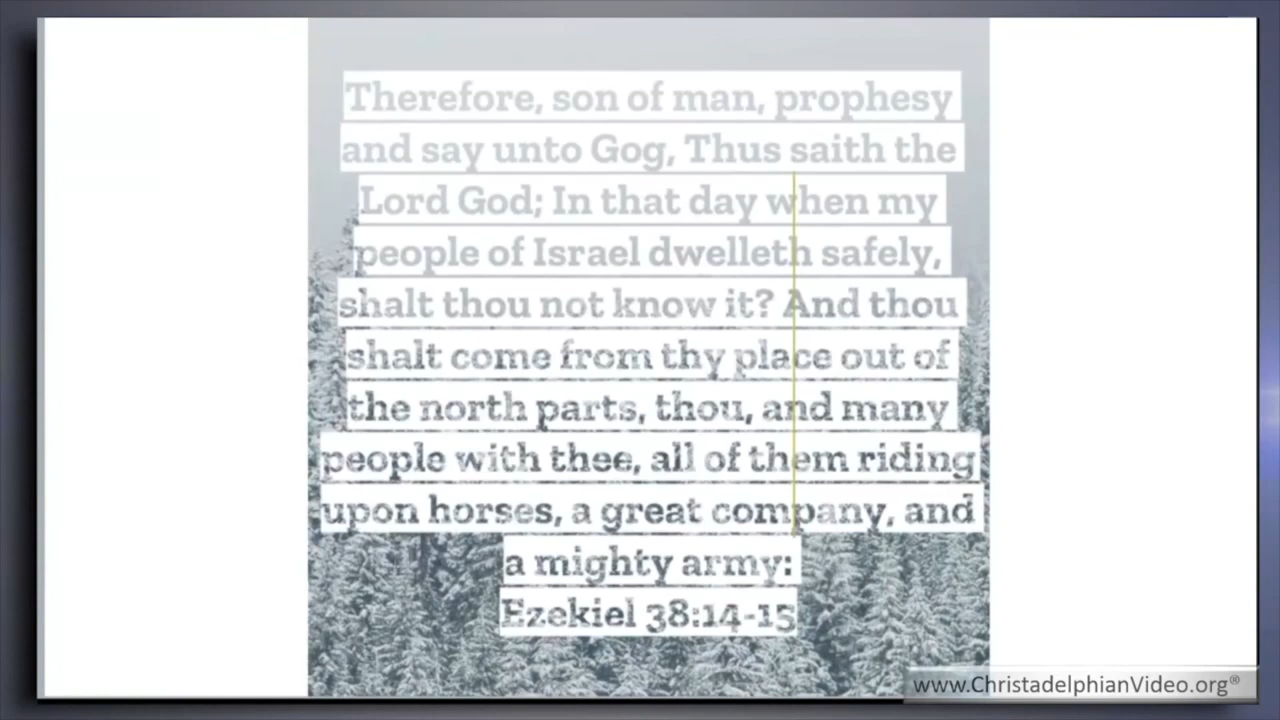 Therefore, son of man, prophesy
and say unto Gog, Thus saith the
Lord God; In that day when my
people of Israel dwelleth safely,
shalt thou not know it? And thou
shalt come from thy place out of
the north parts, thou, and many
people with thee, all of them riding
upon horses, a great company, and
a mighty army:
Ezekiel 38:14-15
www.ChristadelphianVideo.org®